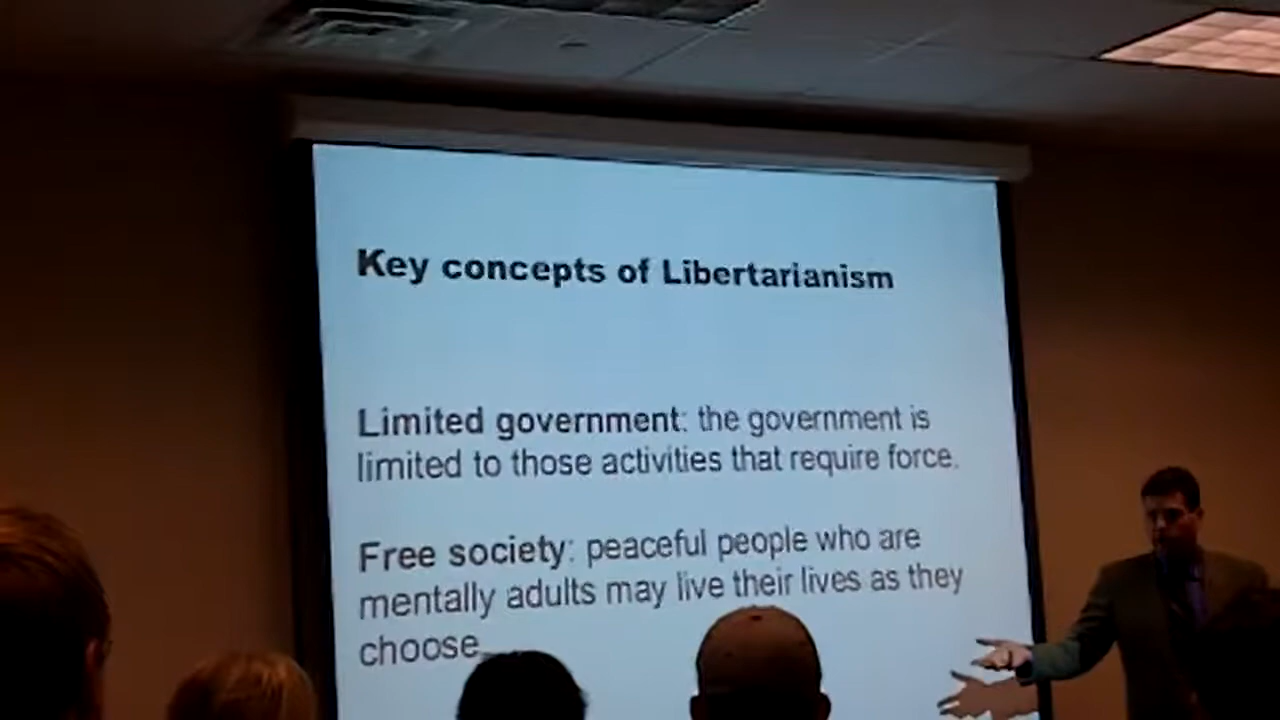 Key concepts of Libertarianism
Limited government: the government is
limited to those activities that require force.
Free society: peaceful people who are
mentally adults may live their lives as they
choose.